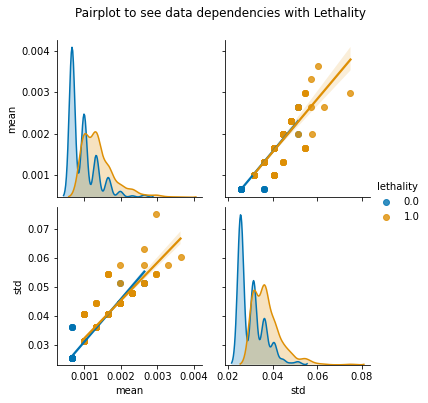 Pairplot to see data dependencies with Lethality
0.004
0.003
0.002
0.001
mean
lethality
0.0
1.0
0.07
0.06
0.05
0.04
0.03
std
0.001 0.002 0.003 0.004
mean
0.02 0.04 0.06 0.08
std